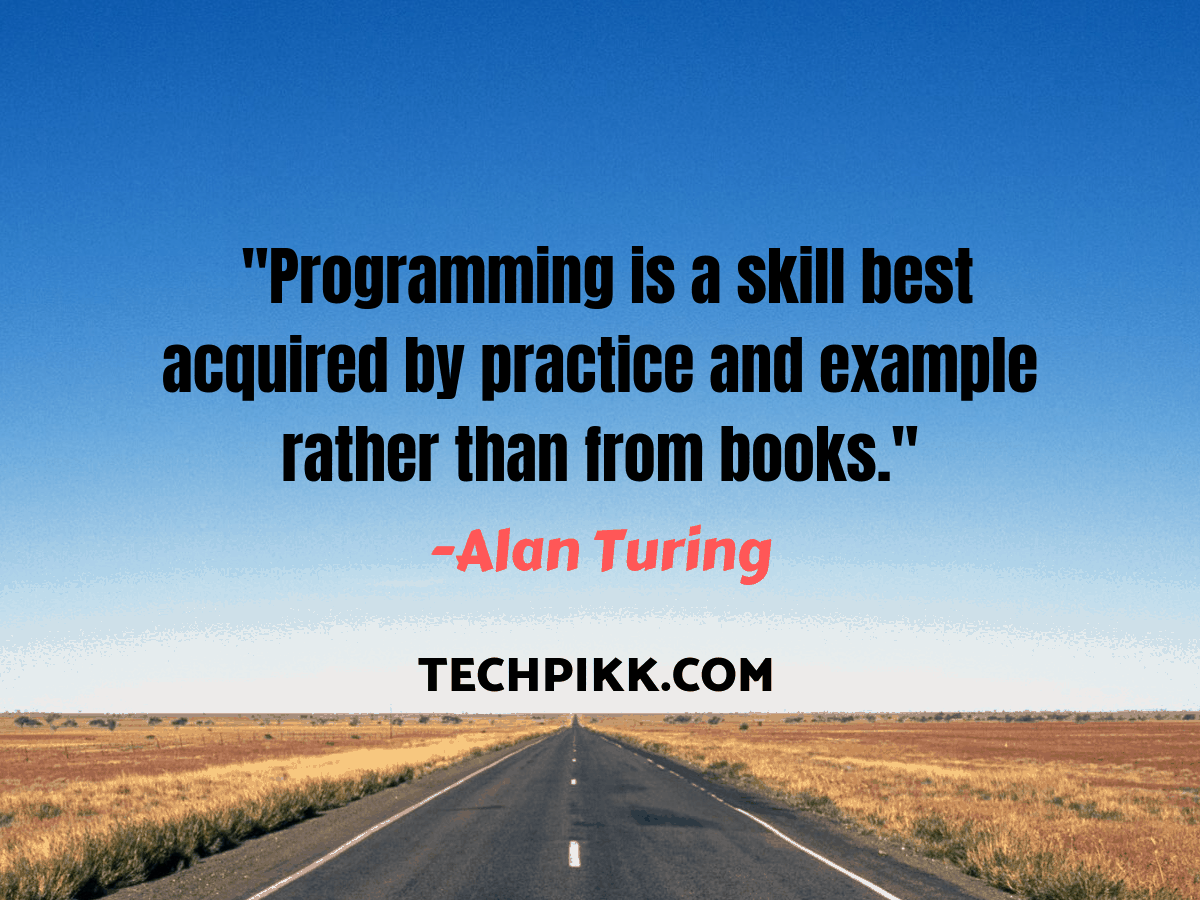 "Programming is a skill best
acquired by practice and example
rather than from books."
-Alan Turing
TECHPIKK.COM